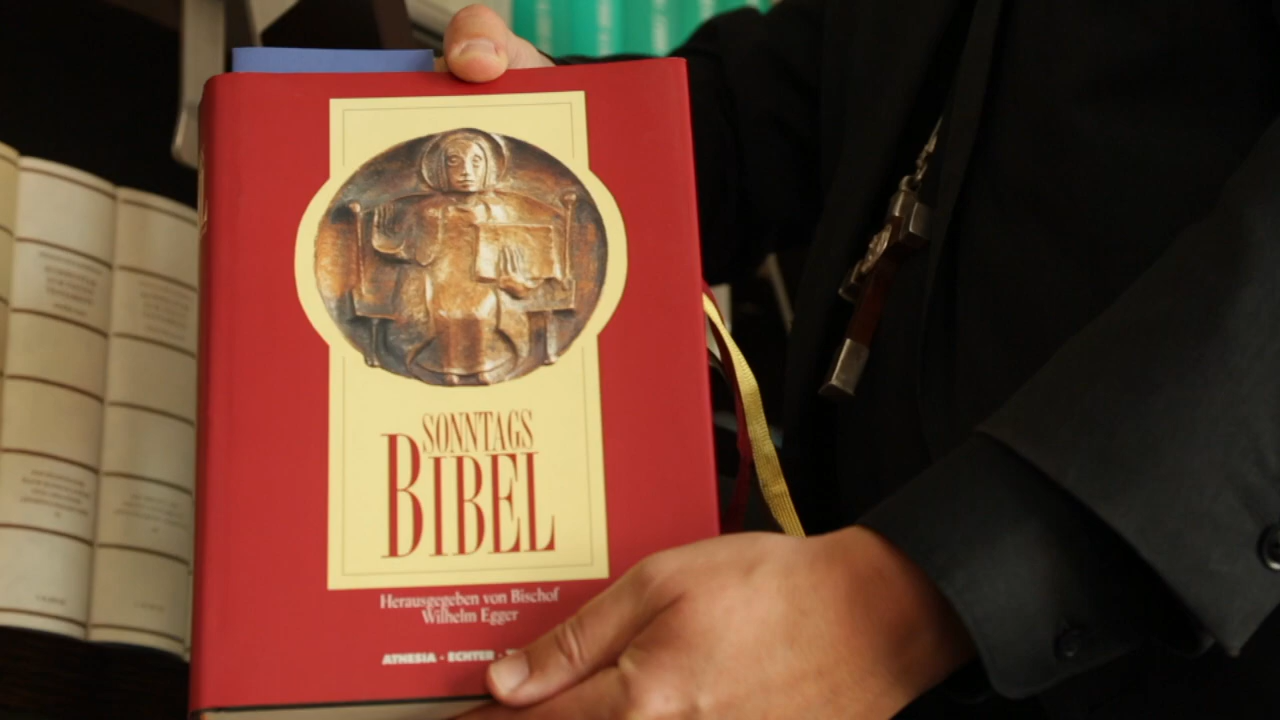 SONNTAGS
BIBEL
Herausgegeben von Bischof
Wilhelm Egger
ATHESIA · ECHTER ·